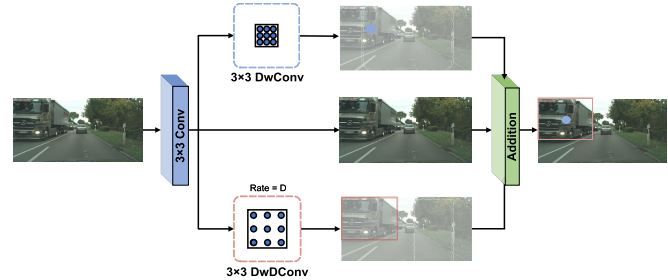 3×3 DwConv
3×3 Conv
Addition
Rate = D
3×3 DwDConv